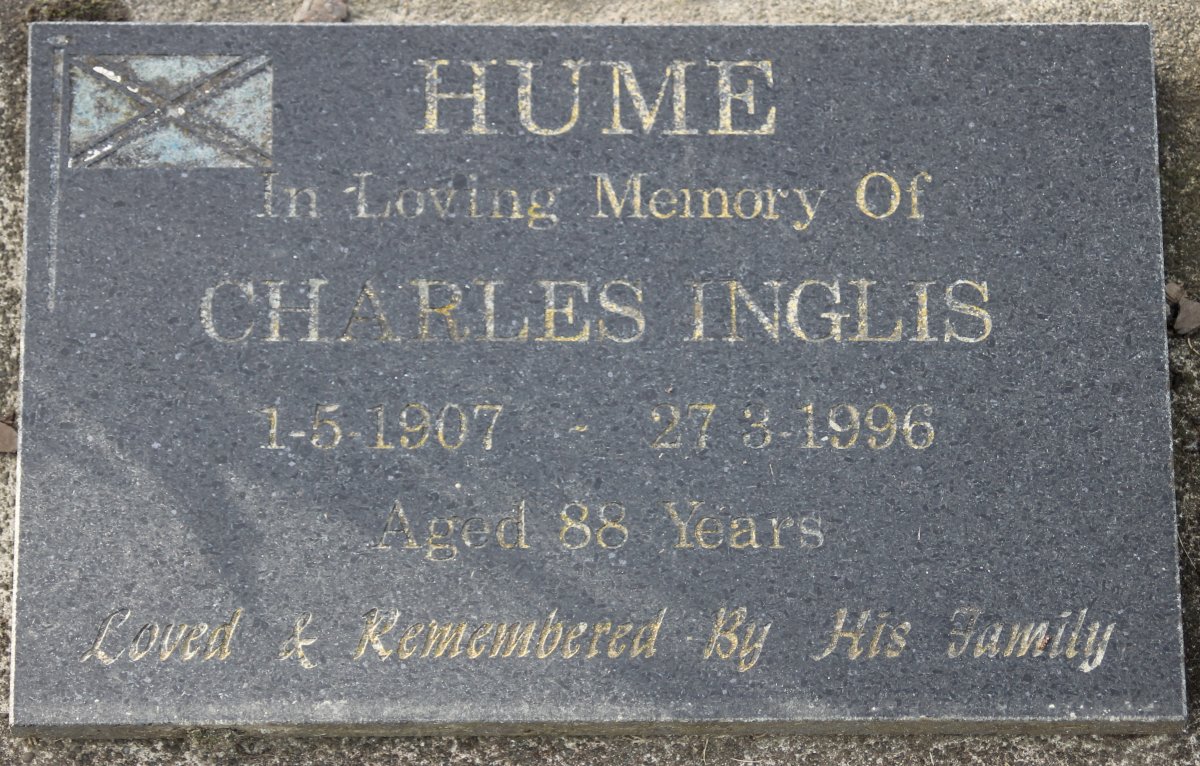 HUME
In Loving Memory Of
CHARLES INGLIS
1-5-1907 - 27 3-1996
Aged 88 Years
Loved & Remembered By His Family